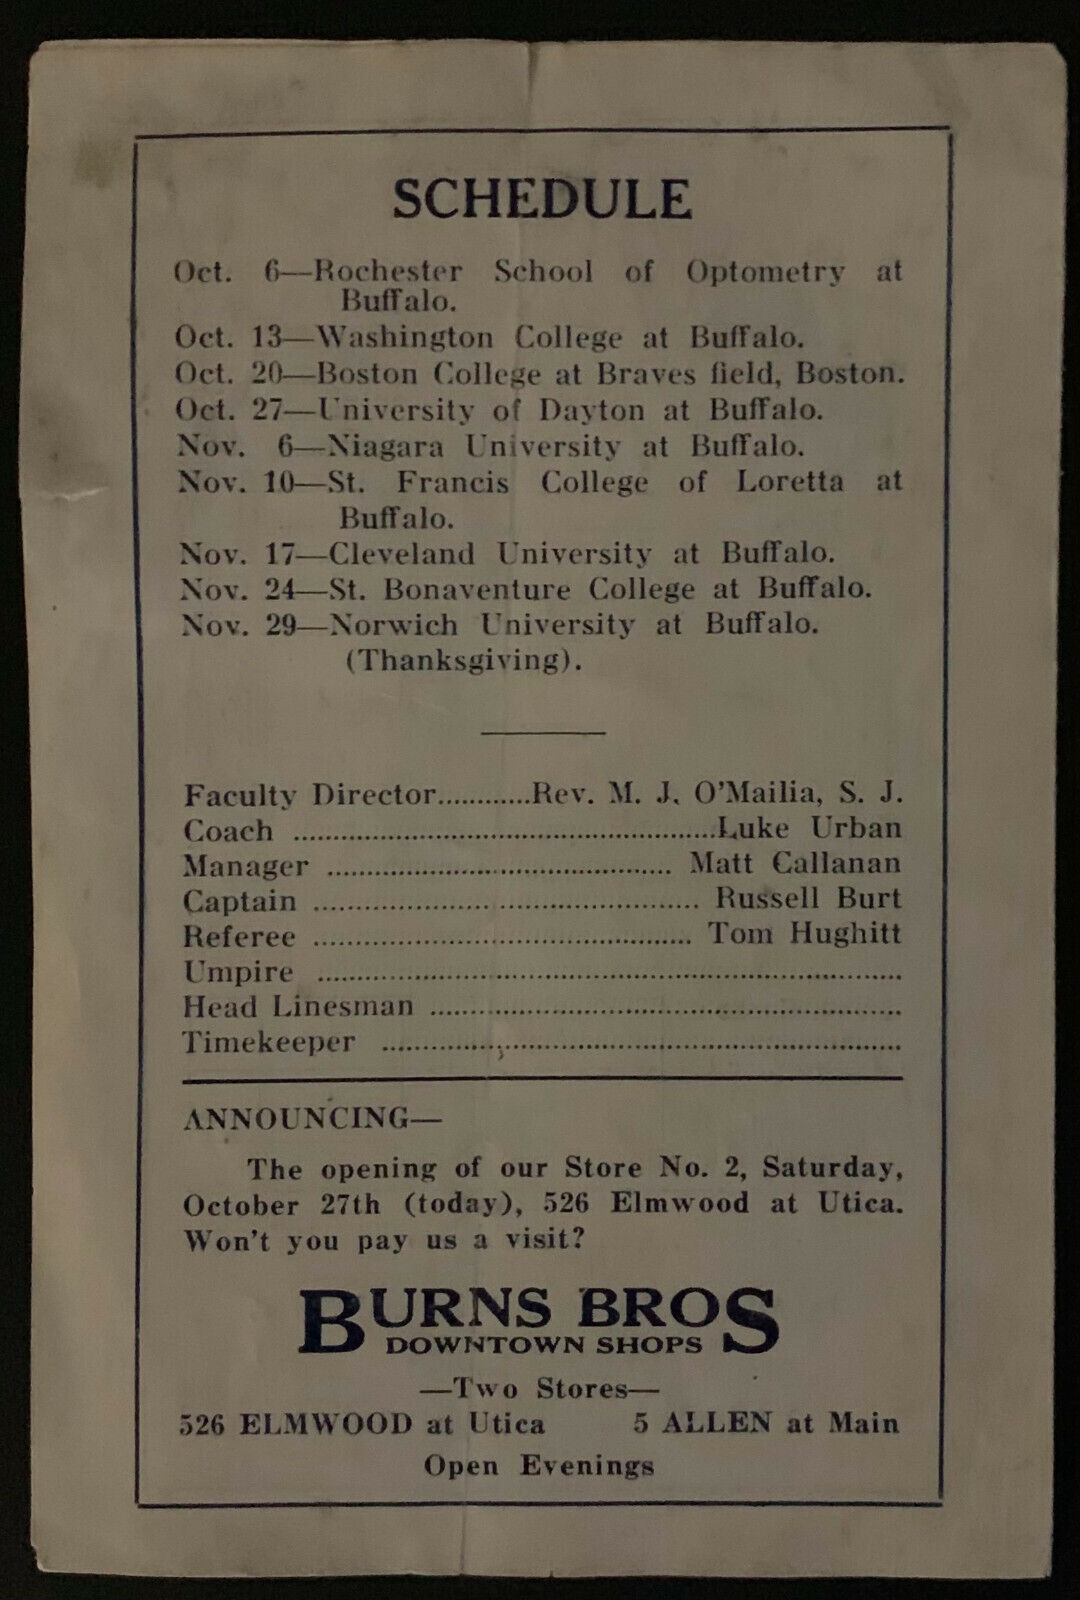 SCHEDULE
Oct. 6—Rochester School of Optometry at
Buffalo.
Oct. 13—Washington College at Buffalo.
Oct. 20—Boston College at Braves field, Boston.
Oct. 27—University of Dayton at Buffalo.
Nov. 6—Niagara University at Buffalo.
Nov. 10—St. Francis College of Loretta at
Buffalo.
Nov. 17—Cleveland University at Buffalo.
Nov. 24—St. Bonaventure College at Buffalo.
Nov. 29—Norwich University at Buffalo.
(Thanksgiving).
Faculty Director............Rev. M. J. O'Mailia, S. J.
Coach ......................................................Luke Urban
Manager ........................................... Matt Callanan
Captain ................................................. Russell Burt
Referee ................................................ Tom Hughitt
Umpire ..........................................................................
Head Linesman ............................................................
Timekeeper ..................................................................
ANNOUNCING—
The opening of our Store No. 2, Saturday,
October 27th (today), 526 Elmwood at Utica.
Won't you pay us a visit?
BURNS BROS
DOWNTOWN SHOPS
—Two Stores—
526 ELMWOOD at Utica 5 ALLEN at Main
Open Evenings